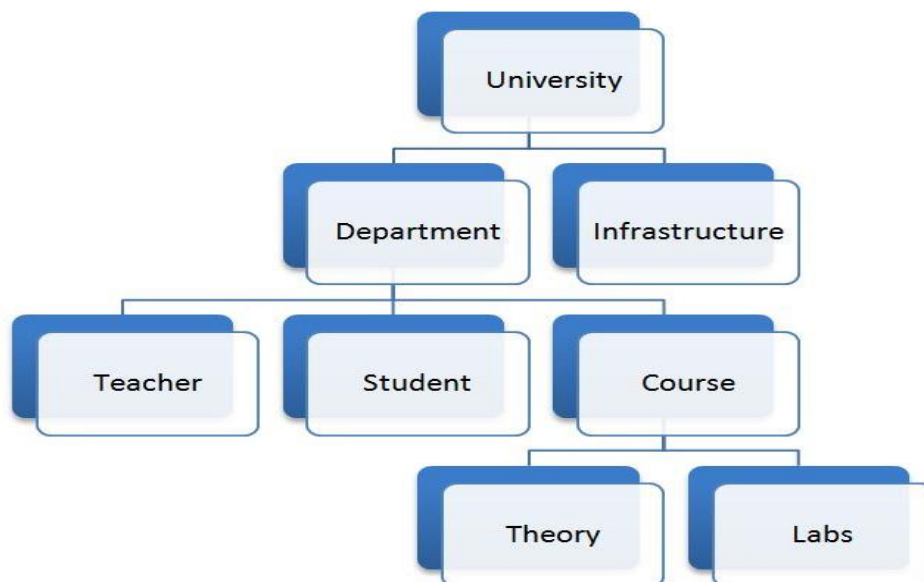 University
Department
Infrastructure
Teacher
Student
Course
Theory
Labs